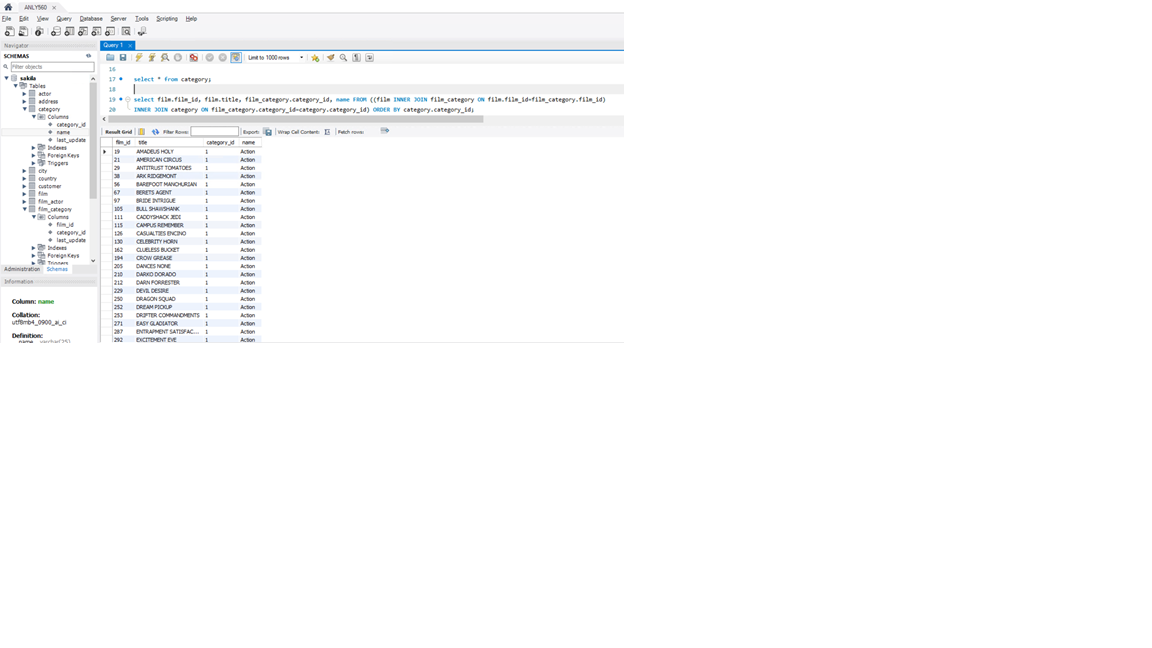 ANLY560 ×
File Edit View Query Database Server Tools Scripting Help
Navigator
SCHEMAS
Filter objects
sakila
Tables
actor
address
category
Columns
category_id
name
last_update
Indexes
Foreign Keys
Triggers
city
country
customer
film
film_actor
film_category
Columns
film_id
category_id
last_update
Indexes
Foreign Keys
Triggers
Administration Schemas
Information
Column: name
Collation:
utf8mb4_0900_ai_ci
Definition:
name varchar(25)
Query 1 ×
Limit to 1000 rows
16
17 select * from category;
18
19 select film.film_id, film.title, film_category.category_id, name FROM ((film INNER JOIN film_category ON film.film_id=film_category.film_id)
20 INNER JOIN category ON film_category.category_id=category.category_id) ORDER BY category.category_id;
Result Grid Filter Rows: Export: Wrap Cell Content: Fetch rows:
film_id title category_id name
19 AMADEUS HOLY 1 Action
21 AMERICAN CIRCUS 1 Action
29 ANTITRUST TOMATOES 1 Action
38 ARK RIDGEMONT 1 Action
56 BAREFOOT MANCHURIAN 1 Action
67 BERETS AGENT 1 Action
97 BRIDE INTRIGUE 1 Action
105 BULL SHAWSHANK 1 Action
111 CADDYSHACK JEDI 1 Action
115 CAMPUS REMEMBER 1 Action
126 CASUALTIES ENCINO 1 Action
130 CELEBRITY HORN 1 Action
162 CLUELESS BUCKET 1 Action
194 CROW GREASE 1 Action
205 DANCES NONE 1 Action
210 DARKO DORADO 1 Action
212 DARN FORRESTER 1 Action
229 DEVIL DESIRE 1 Action
250 DRAGON SQUAD 1 Action
252 DREAM PICKUP 1 Action
253 DRIFTER COMMANDMENTS 1 Action
271 EASY GLADIATOR 1 Action
287 ENTRAPMENT SATISFAC... 1 Action
292 EXCITEMENT EVE 1 Action